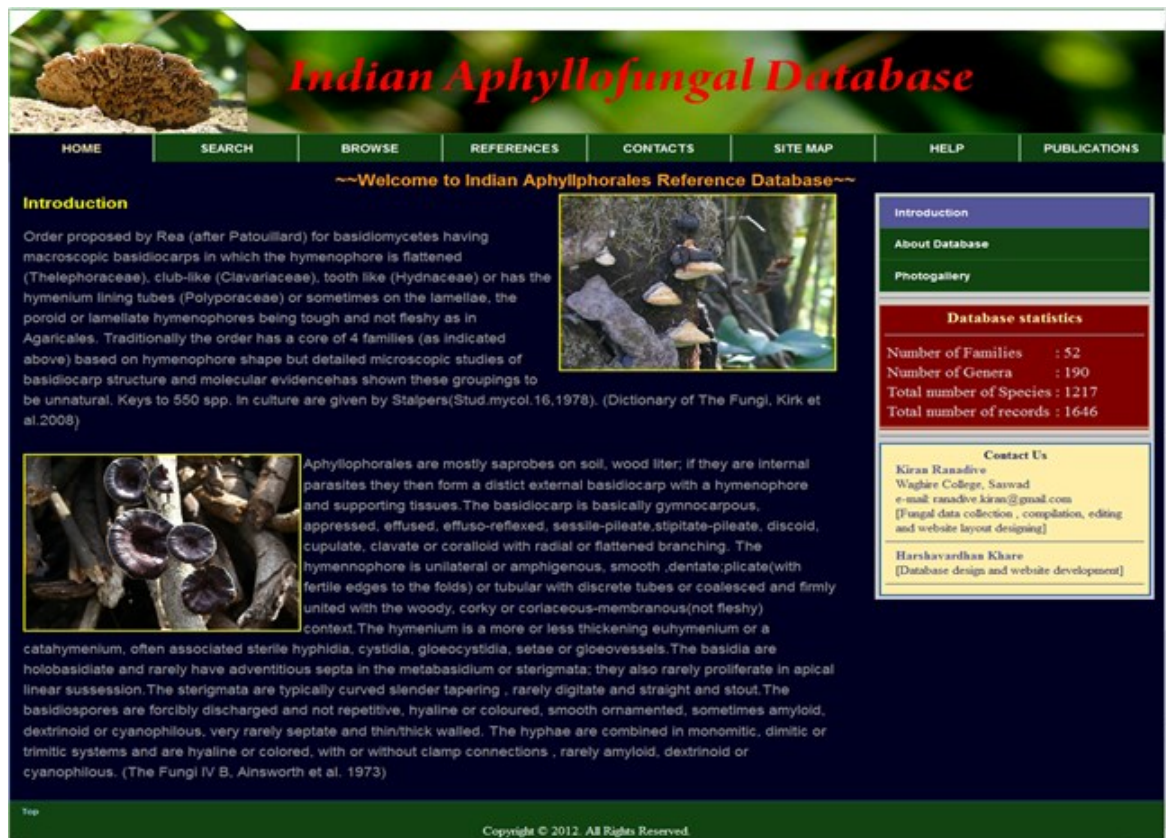 Indian Aphyllofungal Database
HOME
SEARCH
BROWSE
REFERENCES
CONTACTS
SITE MAP
HELP
PUBLICATIONS
~~Welcome to Indian Aphyllphorales Reference Database~~
Introduction
Order proposed by Rea (after Patouillard) for basidiomycetes having
macroscopic basidiocarps in which the hymenophore is flattened
(Thelephoraceae), club-like (Clavariaceae), tooth like (Hydnaceae) or has the
hymenium lining tubes (Polyporaceae) or sometimes on the lamellae, the
poroid or lamellate hymenophores being tough and not fleshy as in
Agaricales. Traditionally the order has a core of 4 families (as indicated
above) based on hymenophore shape but detailed microscopic studies of
basidiocarp structure and molecular evidencehas shown these groupings to
be unnatural. Keys to 550 spp. In culture are given by Stalpers(Stud.mycol.16,1978). (Dictionary of The Fungi, Kirk et
al.2008)
Aphyllophorales are mostly saprobes on soil, wood liter; if they are internal
parasites they then form a distict external basidiocarp with a hymenophore
and supporting tissues.The basidiocarp is basically gymnocarpous,
appressed, effused, effuso-reflexed, sessile-pileate,stipitate-pileate, discoid,
cupulate, clavate or coralloid with radial or flattened branching. The
hymennophore is unilateral or amphigenous, smooth ,dentate;plicate(with
fertile edges to the folds) or tubular with discrete tubes or coalesced and firmly
united with the woody, corky or coriaceous-membranous(not fleshy)
context.The hymenium is a more or less thickening euhymenium or a
catahymenium, often associated sterile hyphidia, cystidia, gloeocystidia, setae or gloeovessels.The basidia are
holobasidiate and rarely have adventitious septa in the metabasidium or sterigmata; they also rarely proliferate in apical
linear sussession.The sterigmata are typically curved slender tapering , rarely digitate and straight and stout.The
basidiospores are forcibly discharged and not repetitive, hyaline or coloured, smooth ornamented, sometimes amyloid,
dextrinoid or cyanophilous, very rarely septate and thin/thick walled. The hyphae are combined in monomitic, dimitic or
trimitic systems and are hyaline or colored, with or without clamp connections , rarely amyloid, dextrinoid or
cyanophilous. (The Fungi IV B, Ainsworth et al. 1973)
Introduction
About Database
Photogallery
Database statistics
Number of Families : 52
Number of Genera : 190
Total number of Species : 1217
Total number of records : 1646
Contact Us
Kiran Ranadive
Waghire College, Saswad
e-mail: ranadive.kiran@gmail.com
[Fungal data collection , compilation, editing
and website layout designing]
Harshavardhan Khare
[Database design and website development]
Top
Copyright © 2012. All Rights Reserved.